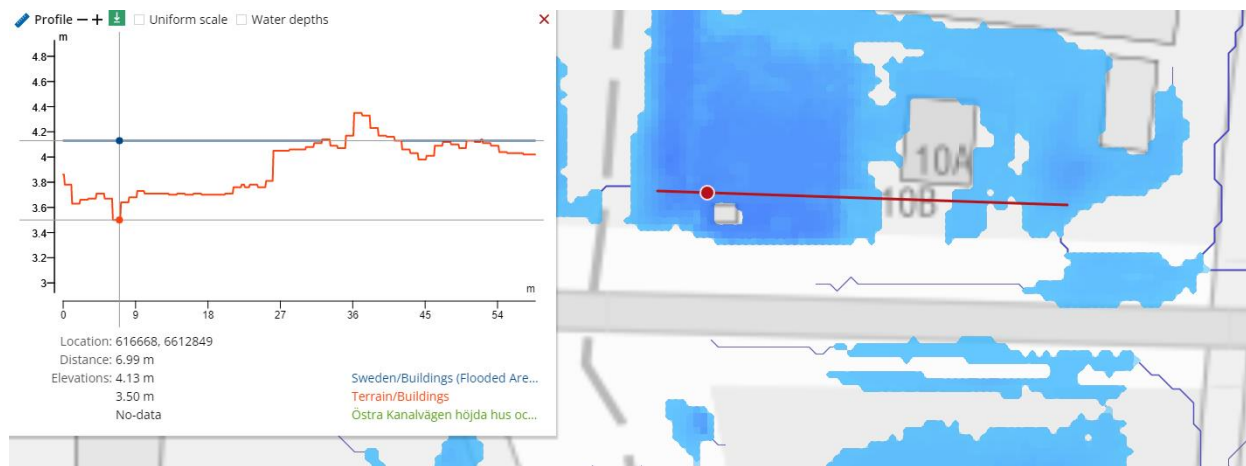 Profile − + Uniform scale Water depths ×
m
4.8
4.6
4.4
4.2
4
3.8
3.6
3.4
3.2
3
m
0 9 18 27 36 45 54
Location: 616668, 6612849
Distance: 6.99 m
Elevations: 4.13 m Sweden/Buildings (Flooded Are...
3.50 m Terrain/Buildings
No-data Östra Kanalvägen höjda hus oc...
10A
10B